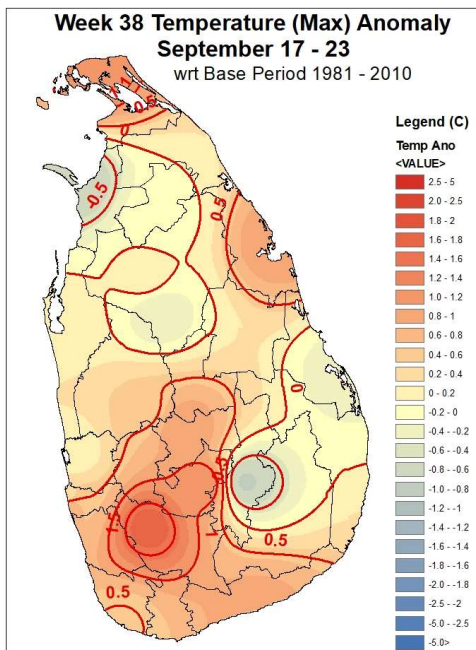 Week 38 Temperature (Max) Anomaly
September 17 - 23
wrt Base Period 1981 - 2010
Legend (C)
Temp Ano
<VALUE>
2.5 - 5
2.0 - 2.5
1.8 - 2
1.6 - 1.8
1.4 - 1.6
1.2 - 1.4
1.0 - 1.2
0.8 - 1
0.6 - 0.8
0.4 - 0.6
0.2 - 0.4
0 - 0.2
-0.2 - 0
-0.4 - -0.2
-0.6 - -0.4
-0.8 - -0.6
-1.0 - -0.8
-1.2 - -1
-1.4 - -1.2
-1.6 - -1.4
-1.8 - -1.6
-2.0 - -1.8
-2.5 - -2
-5.0 - -2.5
-5.0>
1
0.5
0
-0.5
0.5
0
0.5
1.5
1
0.5
0.5